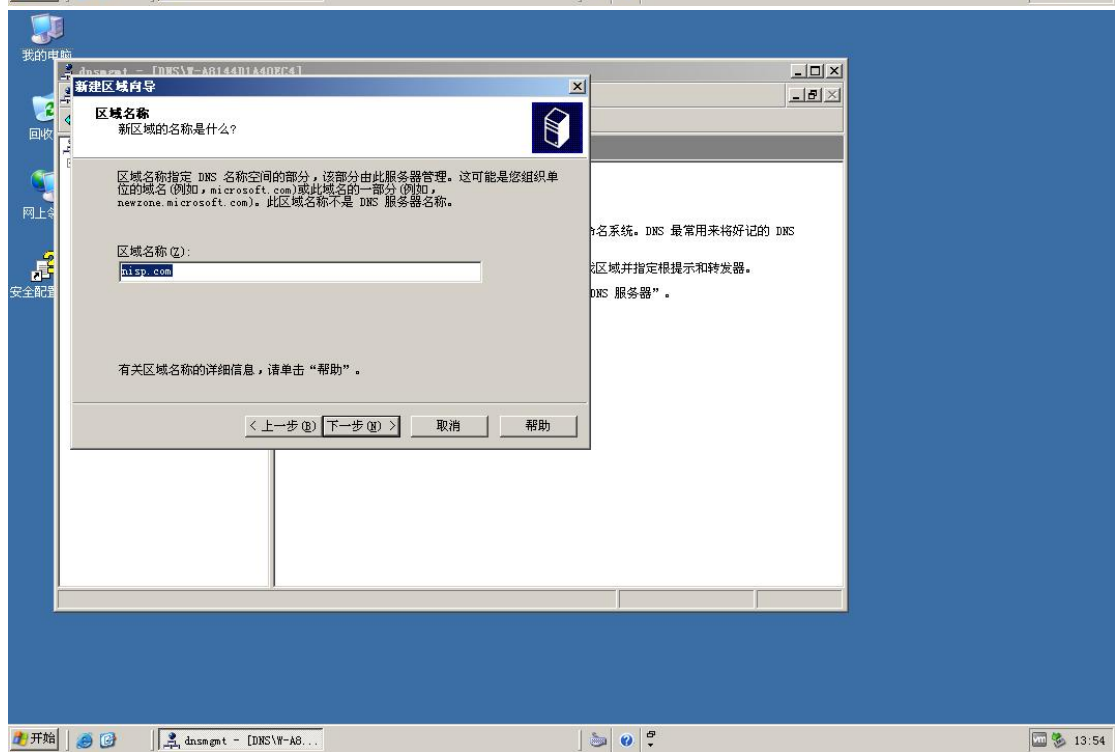 我的电脑
dnsmgmt - [DNS\W-A8144D1A40EC4]
新建区域向导
区域名称
新区域的名称是什么?
回收
区域名称指定 DNS 名称空间的部分，该部分由此服务器管理。这可能是您组织单
位的域名(例如，microsoft.com)或此域名的一部分(例如，
newzone.microsoft.com)。此区域名称不是 DNS 服务器名称。
网上
命名系统。DNS 最常用来将好记的 DNS
区域名称(Z):
nisp.com
区域并指定根提示和转发器。
安全配置
DNS 服务器”。
有关区域名称的详细信息，请单击“帮助”。
< 上一步(B)
下一步(N) >
取消
帮助
开始
dnsmgmt - [DNS\W-A8...
13:54